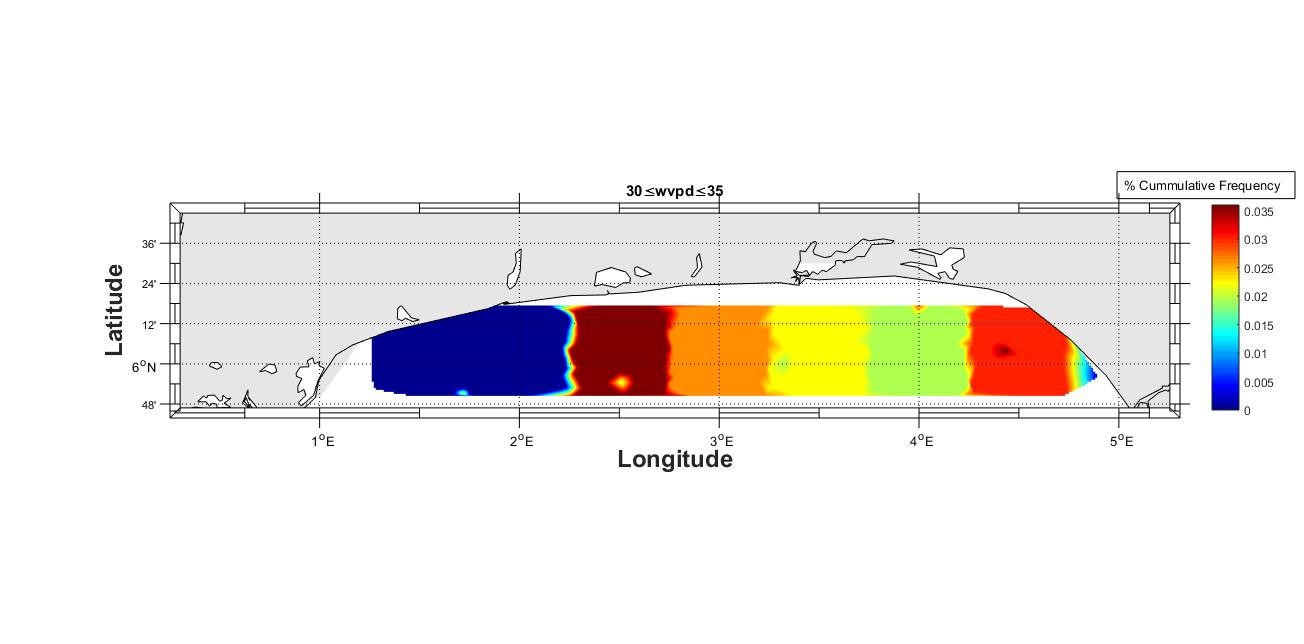 % Cummulative Frequency
30≤wvpd≤35
0.035
0.03
0.025
0.02
0.015
0.01
0.005
0
Latitude
36'
24'
12'
6°N
48'
1°E
2°E
3°E
4°E
5°E
Longitude